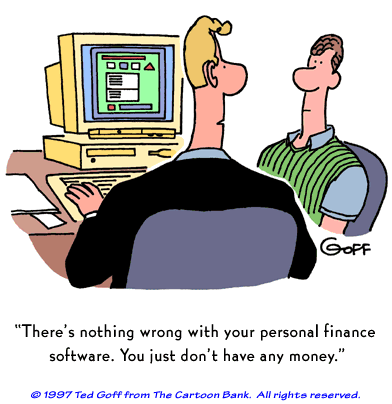 GOFF
"There's nothing wrong with your personal finance
software. You just don't have any money."
© 1997 Ted Goff from The Cartoon Bank. All rights reserved.